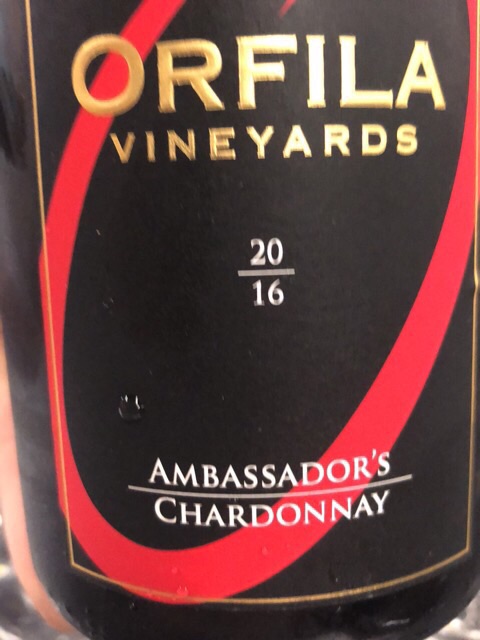 ORFILA
VINEYARDS
20
16
AMBASSADOR'S
CHARDONNAY